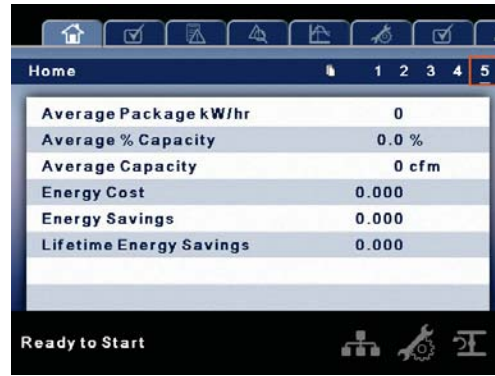 Home 1 2 3 4 5
Average Package kW/hr 0
Average % Capacity 0.0 %
Average Capacity 0 cfm
Energy Cost 0.000
Energy Savings 0.000
Lifetime Energy Savings 0.000
Ready to Start